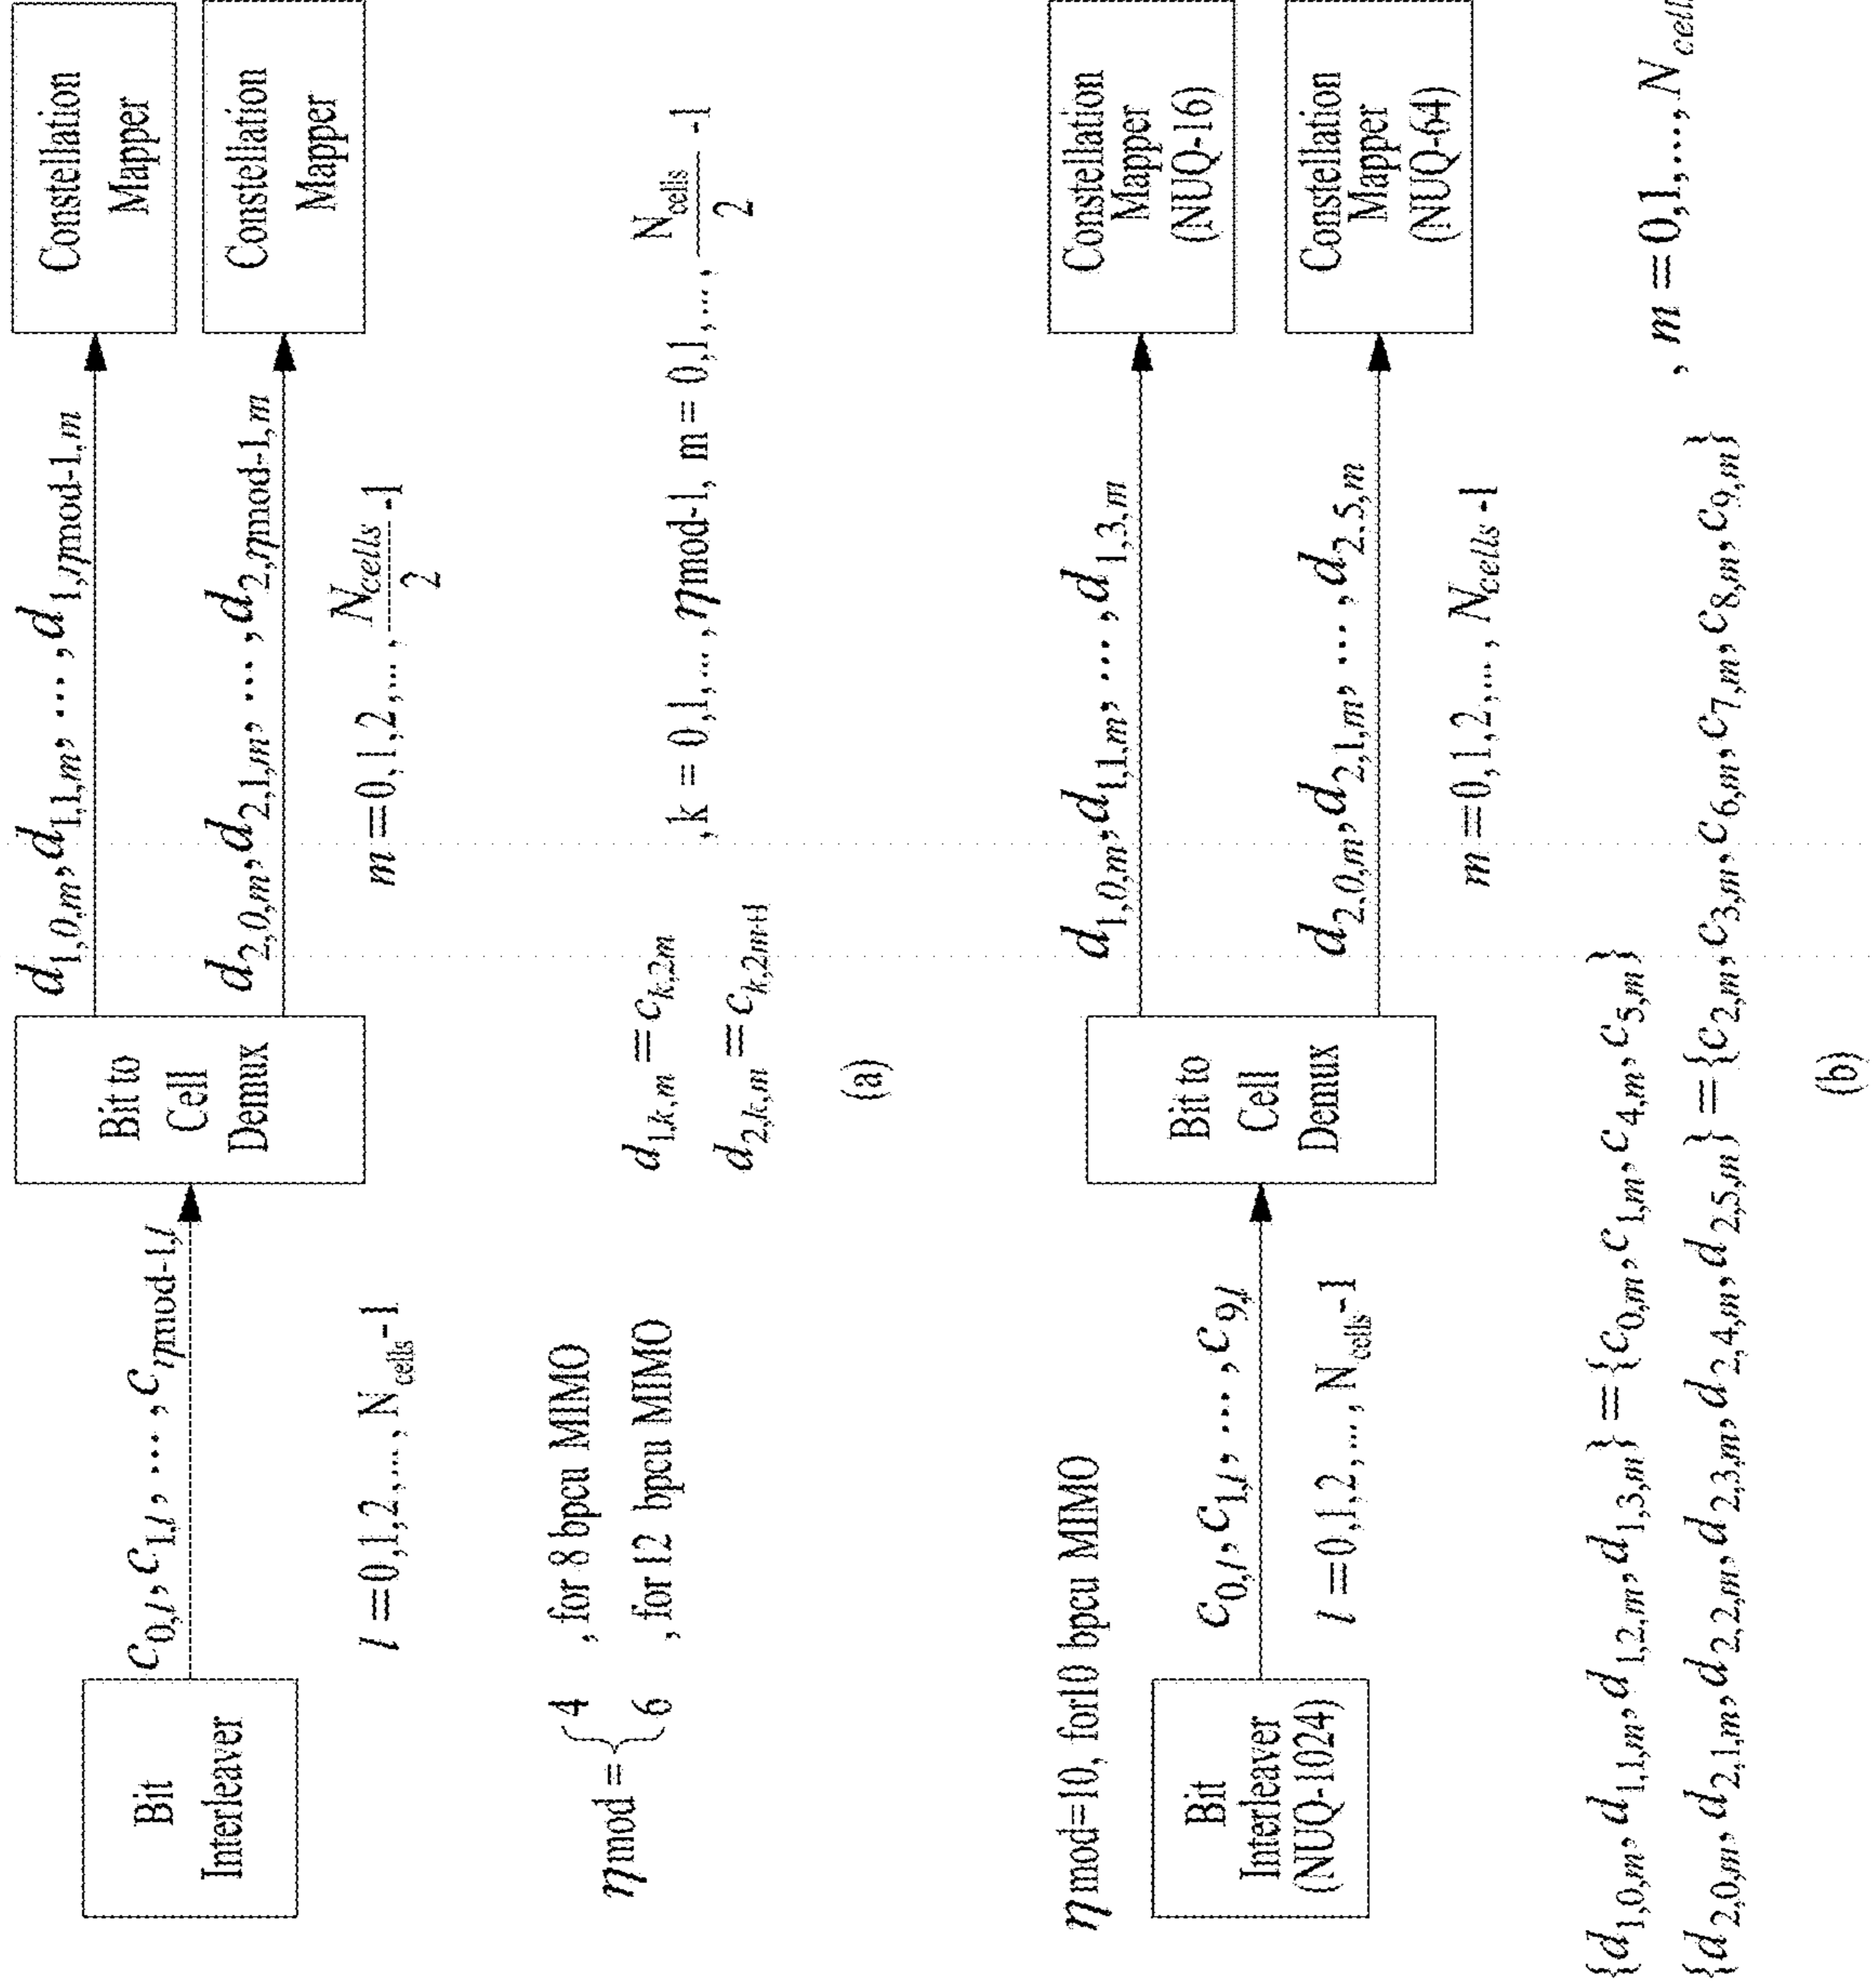 Bit
Interleaver
c0,l, c1,l, ..., cηmod-1,l
l=0,1,2,..., Ncells-1
Bit to
Cell
Demux
d1,0,m, d1,1,m, ..., d1,ηmod-1,m
d2,0,m, d2,1,m, ..., d2,ηmod-1,m
m=0,1,2,..., Ncells/2 -1
Constellation
Mapper
Constellation
Mapper
ηmod = { 4 , for 8 bpcu MIMO
6 , for 12 bpcu MIMO
d1,k,m = ck,2m
d2,k,m = ck,2m+1
,k = 0,1,..., ηmod-1, m = 0,1,..., Ncells/2 -1
(a)
ηmod=10, for10 bpcu MIMO
Bit
Interleaver
(NUQ-1024)
c0,l, c1,l, ..., c9,l
l=0,1,2,..., Ncells-1
Bit to
Cell
Demux
d1,0,m, d1,1,m, ..., d1,3,m
d2,0,m, d2,1,m, ..., d2,5,m
m=0,1,2,..., Ncells-1
Constellation
Mapper
(NUQ-16)
Constellation
Mapper
(NUQ-64)
{d1,0,m, d1,1,m, d1,2,m, d1,3,m} = {c0,m, c1,m, c4,m, c5,m}
{d2,0,m, d2,1,m, d2,2,m, d2,3,m, d2,4,m, d2,5,m} = {c2,m, c3,m, c6,m, c7,m, c8,m, c9,m}
, m=0,1,..., Ncell
(b)